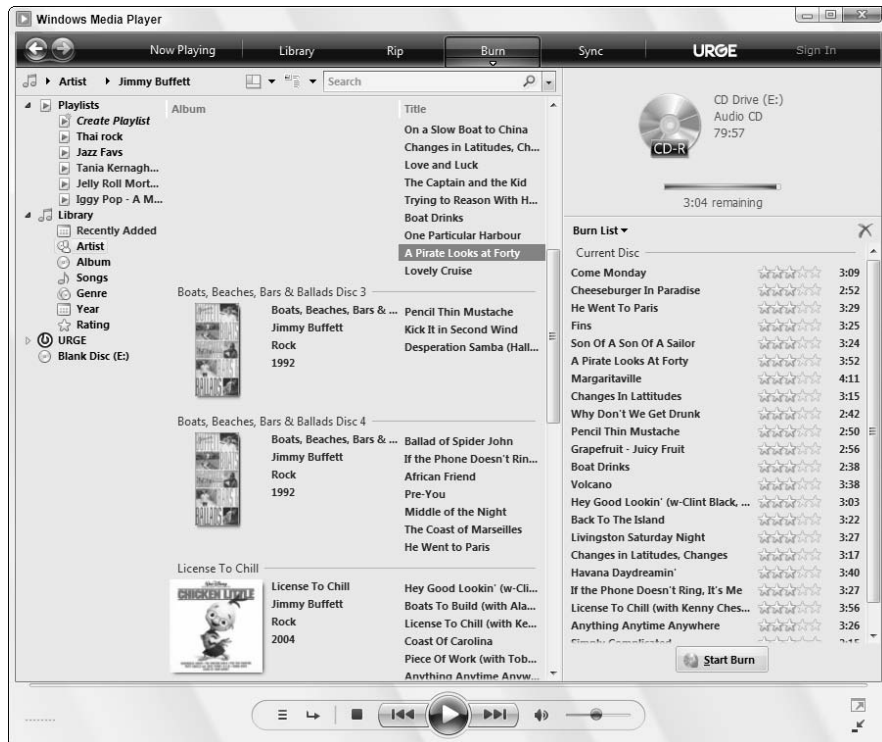 Windows Media Player
Now Playing Library Rip Burn Sync URGE Sign In
Artist Jimmy Buffett Search
Playlists
Create Playlist
Thai rock
Jazz Favs
Tania Kernagh...
Jelly Roll Mort...
Iggy Pop - A M...
Library
Recently Added
Artist
Album
Songs
Genre
Year
Rating
URGE
Blank Disc (E:)
Album Title
On a Slow Boat to China
Changes in Latitudes, Ch...
Love and Luck
The Captain and the Kid
Trying to Reason With H...
Boat Drinks
One Particular Harbour
A Pirate Looks at Forty
Lovely Cruise
Boats, Beaches, Bars & Ballads Disc 3
Boats, Beaches, Bars & ... Pencil Thin Mustache
Jimmy Buffett Kick It in Second Wind
Rock Desperation Samba (Hall...
1992
Boats, Beaches, Bars & Ballads Disc 4
Boats, Beaches, Bars & ... Ballad of Spider John
Jimmy Buffett If the Phone Doesn't Rin...
Rock African Friend
1992 Pre-You
Middle of the Night
The Coast of Marseilles
He Went to Paris
License To Chill
CHICKEN LITTLE
License To Chill Hey Good Lookin' (w-Cli...
Jimmy Buffett Boats To Build (with Ala...
Rock License To Chill (with Ke...
2004 Coast Of Carolina
Piece Of Work (with Tob...
Anything Anytime Anyw...
CD-R
CD Drive (E:)
Audio CD
79:57
3:04 remaining
Burn List
Current Disc
Come Monday 3:09
Cheeseburger In Paradise 2:52
He Went To Paris 3:29
Fins 3:25
Son Of A Son Of A Sailor 3:24
A Pirate Looks At Forty 3:52
Margaritaville 4:11
Changes In Lattitudes 3:15
Why Don't We Get Drunk 2:42
Pencil Thin Mustache 2:50
Grapefruit - Juicy Fruit 2:56
Boat Drinks 2:38
Volcano 3:38
Hey Good Lookin' (w-Clint Black, ... 3:03
Back To The Island 3:22
Livingston Saturday Night 3:27
Changes in Latitudes, Changes 3:17
Havana Daydreamin' 3:40
If the Phone Doesn't Ring, It's Me 3:27
License To Chill (with Kenny Ches... 3:56
Anything Anytime Anywhere 3:26
Simply Complicated 3:15
Start Burn